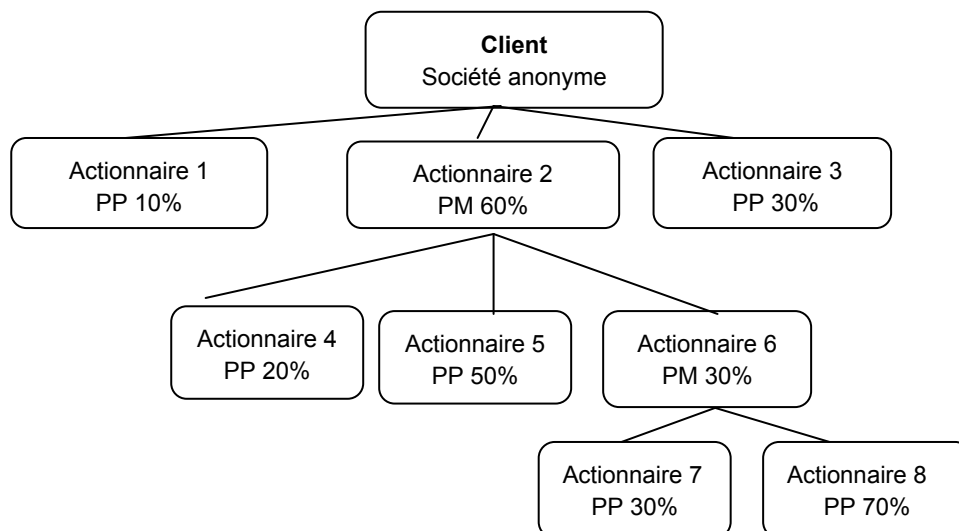 Client
Société anonyme
Actionnaire 1
PP 10%
Actionnaire 2
PM 60%
Actionnaire 3
PP 30%
Actionnaire 4
PP 20%
Actionnaire 5
PP 50%
Actionnaire 6
PM 30%
Actionnaire 7
PP 30%
Actionnaire 8
PP 70%